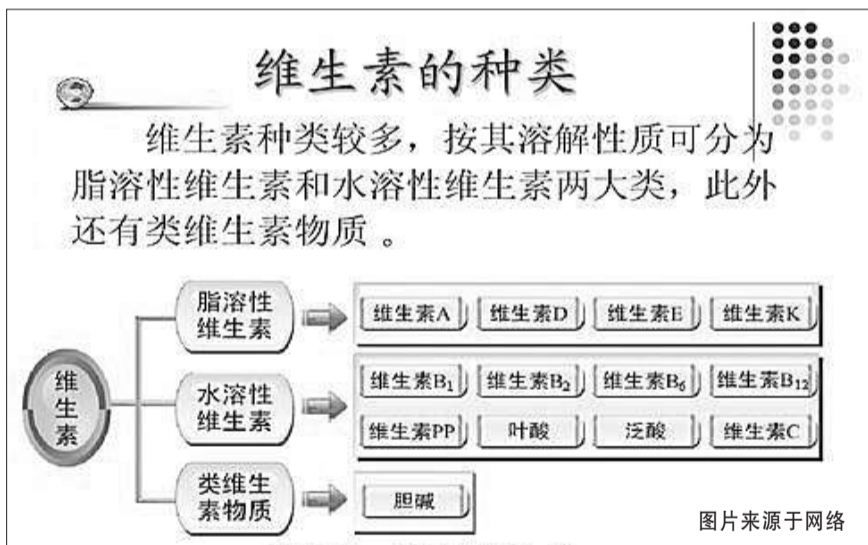 维生素的种类
维生素种类较多，按其溶解性质可分为
脂溶性维生素和水溶性维生素两大类，此外
还有类维生素物质。
维生素
脂溶性
维生素
维生素A 维生素D 维生素E 维生素K
水溶性
维生素
维生素B₁ 维生素B₂ 维生素B₆ 维生素B₁₂
维生素PP 叶酸 泛酸 维生素C
类维生
素物质
胆碱
图片来源于网络